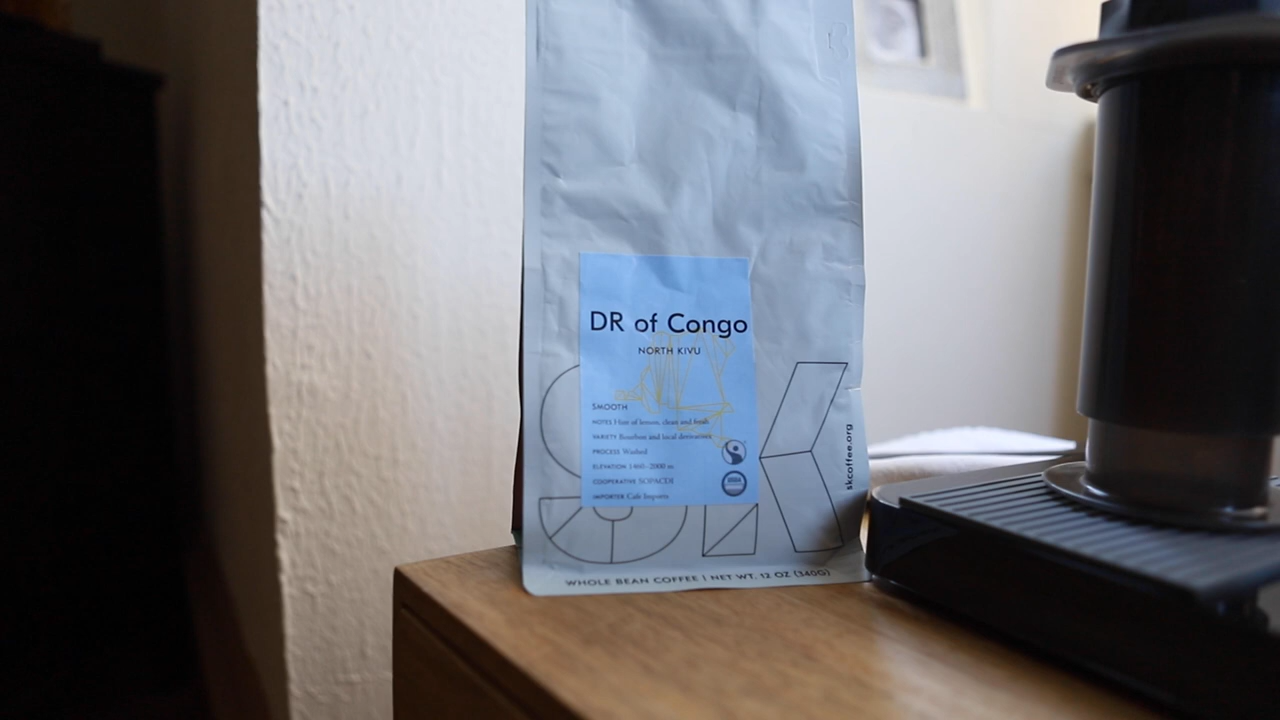 DR of Congo
NORTH KIVU
SMOOTH
NOTES Hint of lemon, clean and fresh
VARIETY Bourbon and local derivatives
PROCESS Washed
ELEVATION 1460–2000 m
COOPERATIVE SOPACDI
IMPORTER Cafe Imports
USDA
SK
skcoffee.org
WHOLE BEAN COFFEE | NET WT. 12 OZ (340G)